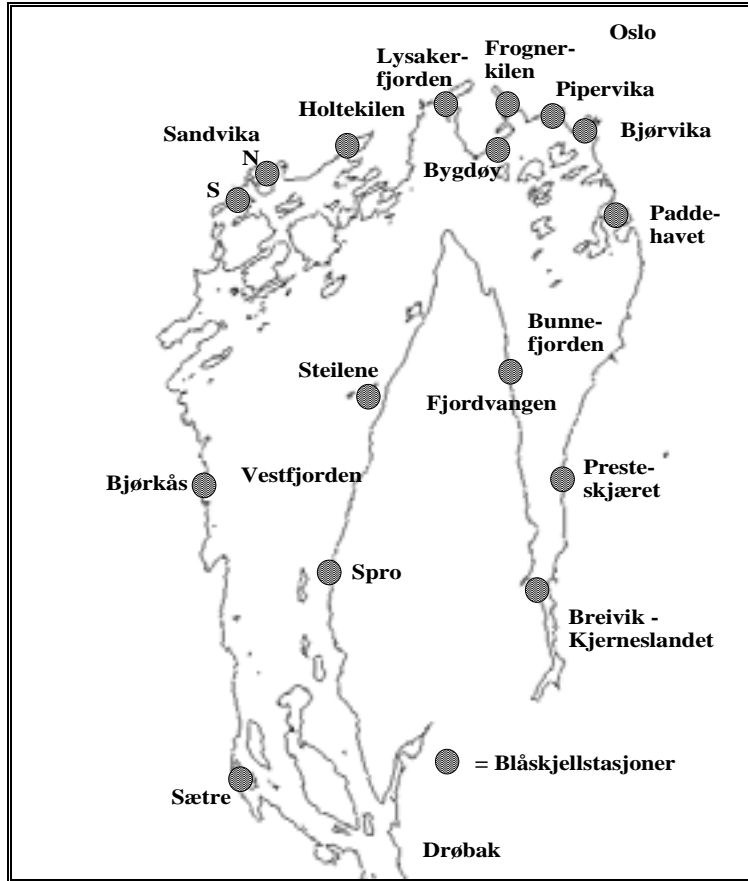 Oslo
Lysaker-
fjorden
Frogner-
kilen
Pipervika
Holtekilen
Bjørvika
Sandvika
N
Bygdøy
S
Padde-
havet
Bunne-
fjorden
Steilene
Fjordvangen
Bjørkås
Vestfjorden
Preste-
skjæret
Spro
Breivik -
Kjerneslandet
= Blåskjellstasjoner
Sætre
Drøbak